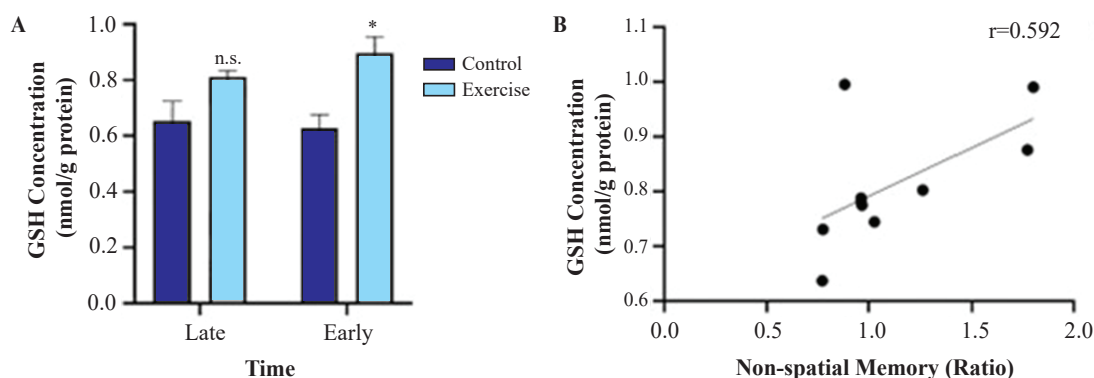 A
GSH Concentration
(nmol/g protein)
1.0
0.8
0.6
0.4
0.2
0.0
n.s.
*
Control
Exercise
Late
Early
Time
B
r=0.592
GSH Concentration
(nmol/g protein)
1.1
1.0
0.9
0.8
0.7
0.6
0.0
0.5
1.0
1.5
2.0
Non-spatial Memory (Ratio)